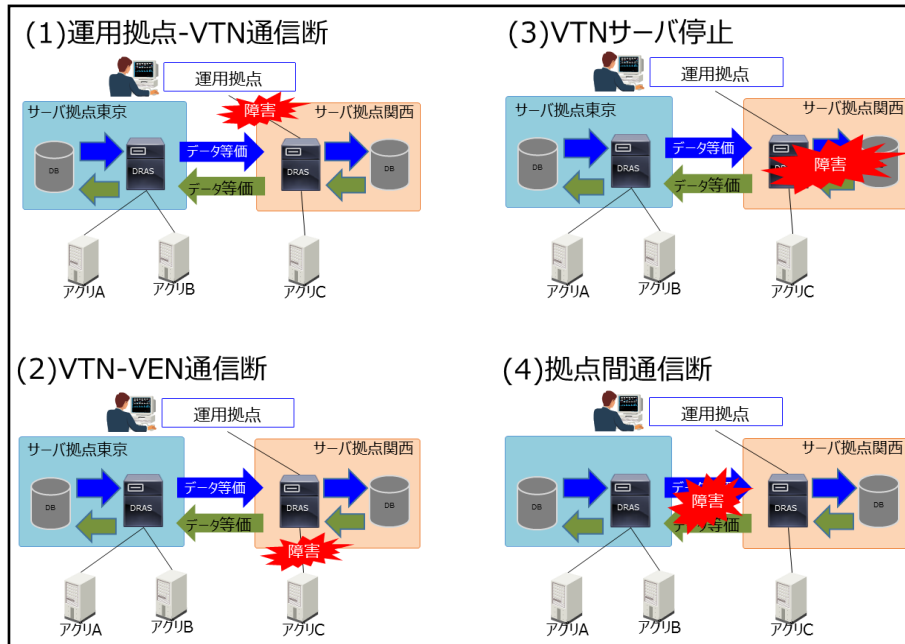 (1)運用拠点-VTN通信断
運用拠点
障害
サーバ拠点東京
サーバ拠点関西
データ等価
DB
DRAS
DRAS
DB
データ等価
アグリA
アグリB
アグリC
(3)VTNサーバ停止
運用拠点
サーバ拠点東京
サーバ拠点関西
データ等価
DB
DRAS
障害
データ等価
アグリA
アグリB
アグリC
(2)VTN-VEN通信断
運用拠点
サーバ拠点東京
サーバ拠点関西
データ等価
DB
DRAS
DRAS
DB
データ等価
障害
アグリA
アグリB
アグリC
(4)拠点間通信断
運用拠点
サーバ拠点東京
サーバ拠点関西
障害
DB
DRAS
DRAS
DB
アグリA
アグリB
アグリC